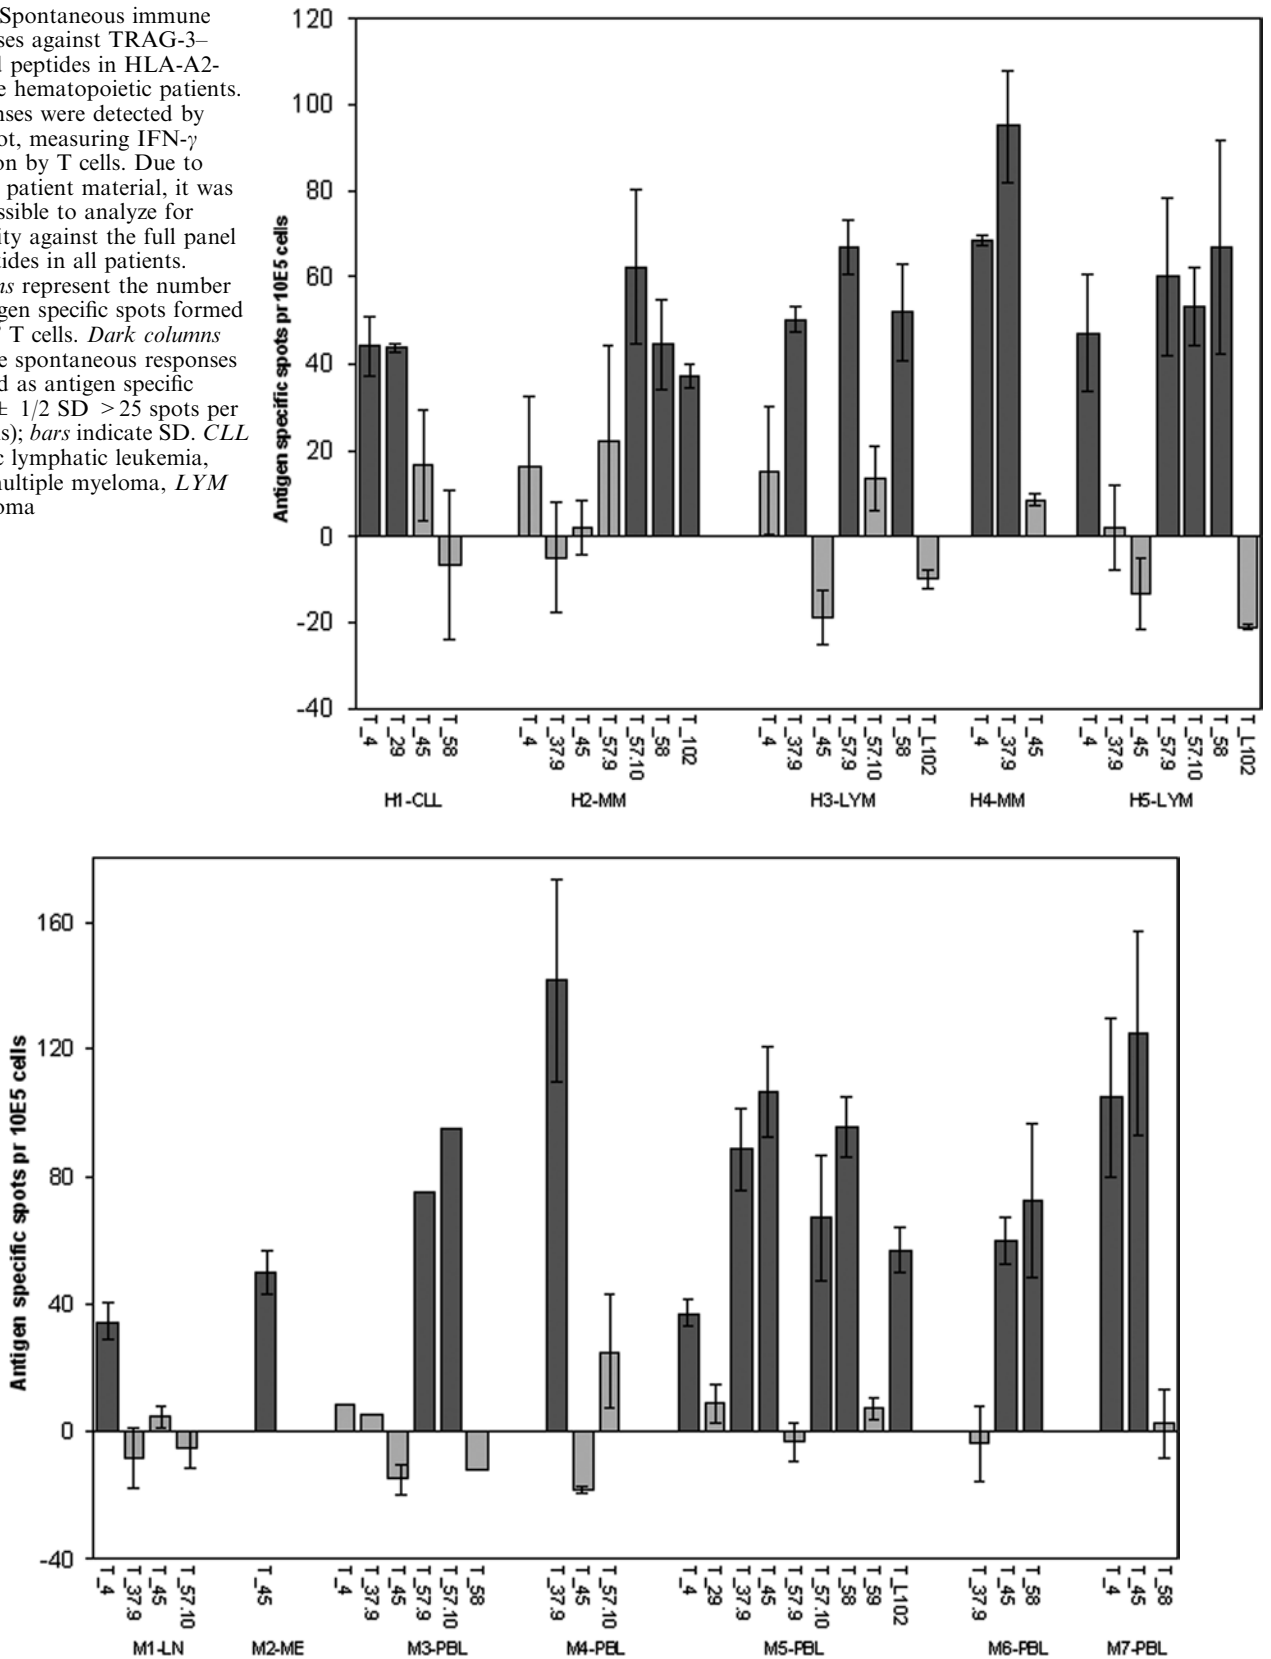 Spontaneous immune
ses against TRAG-3–
d peptides in HLA-A2-
e hematopoietic patients.
nses were detected by
ot, measuring IFN-γ
on by T cells. Due to
patient material, it was
ssible to analyze for
ity against the full panel
tides in all patients.
ns represent the number
gen specific spots formed
T cells. Dark columns
e spontaneous responses
d as antigen specific
± 1/2 SD >25 spots per
ls); bars indicate SD. CLL
c lymphatic leukemia,
multiple myeloma, LYM
oma
Antigen specific spots pr10E5 cells
120
100
80
60
40
20
0
-20
-40
T_4
T_29
T_45
T_58
T_4
T_37.9
T_45
T_57.9
T_57.10
T_58
T_102
T_4
T_37.9
T_45
T_57.9
T_57.10
T_58
T_L102
T_4
T_37.9
T_45
T_4
T_37.9
T_45
T_57.9
T_57.10
T_58
T_L102
H1-CLL
H2-MM
H3-LYM
H4-MM
H5-LYM
Antigen specific spots pr 10E5 cells
160
120
80
40
0
-40
T_4
T_37.9
T_45
T_57.10
T_45
T_4
T_37.9
T_45
T_57.9
T_57.10
T_58
T_37.9
T_45
T_57.10
T_4
T_29
T_37.9
T_45
T_57.9
T_57.10
T_58
T_59
T_L102
T_37.9
T_45
T_58
T_4
T_45
T_58
M1-LN
M2-ME
M3-PBL
M4-PBL
M5-PBL
M6-PBL
M7-PBL